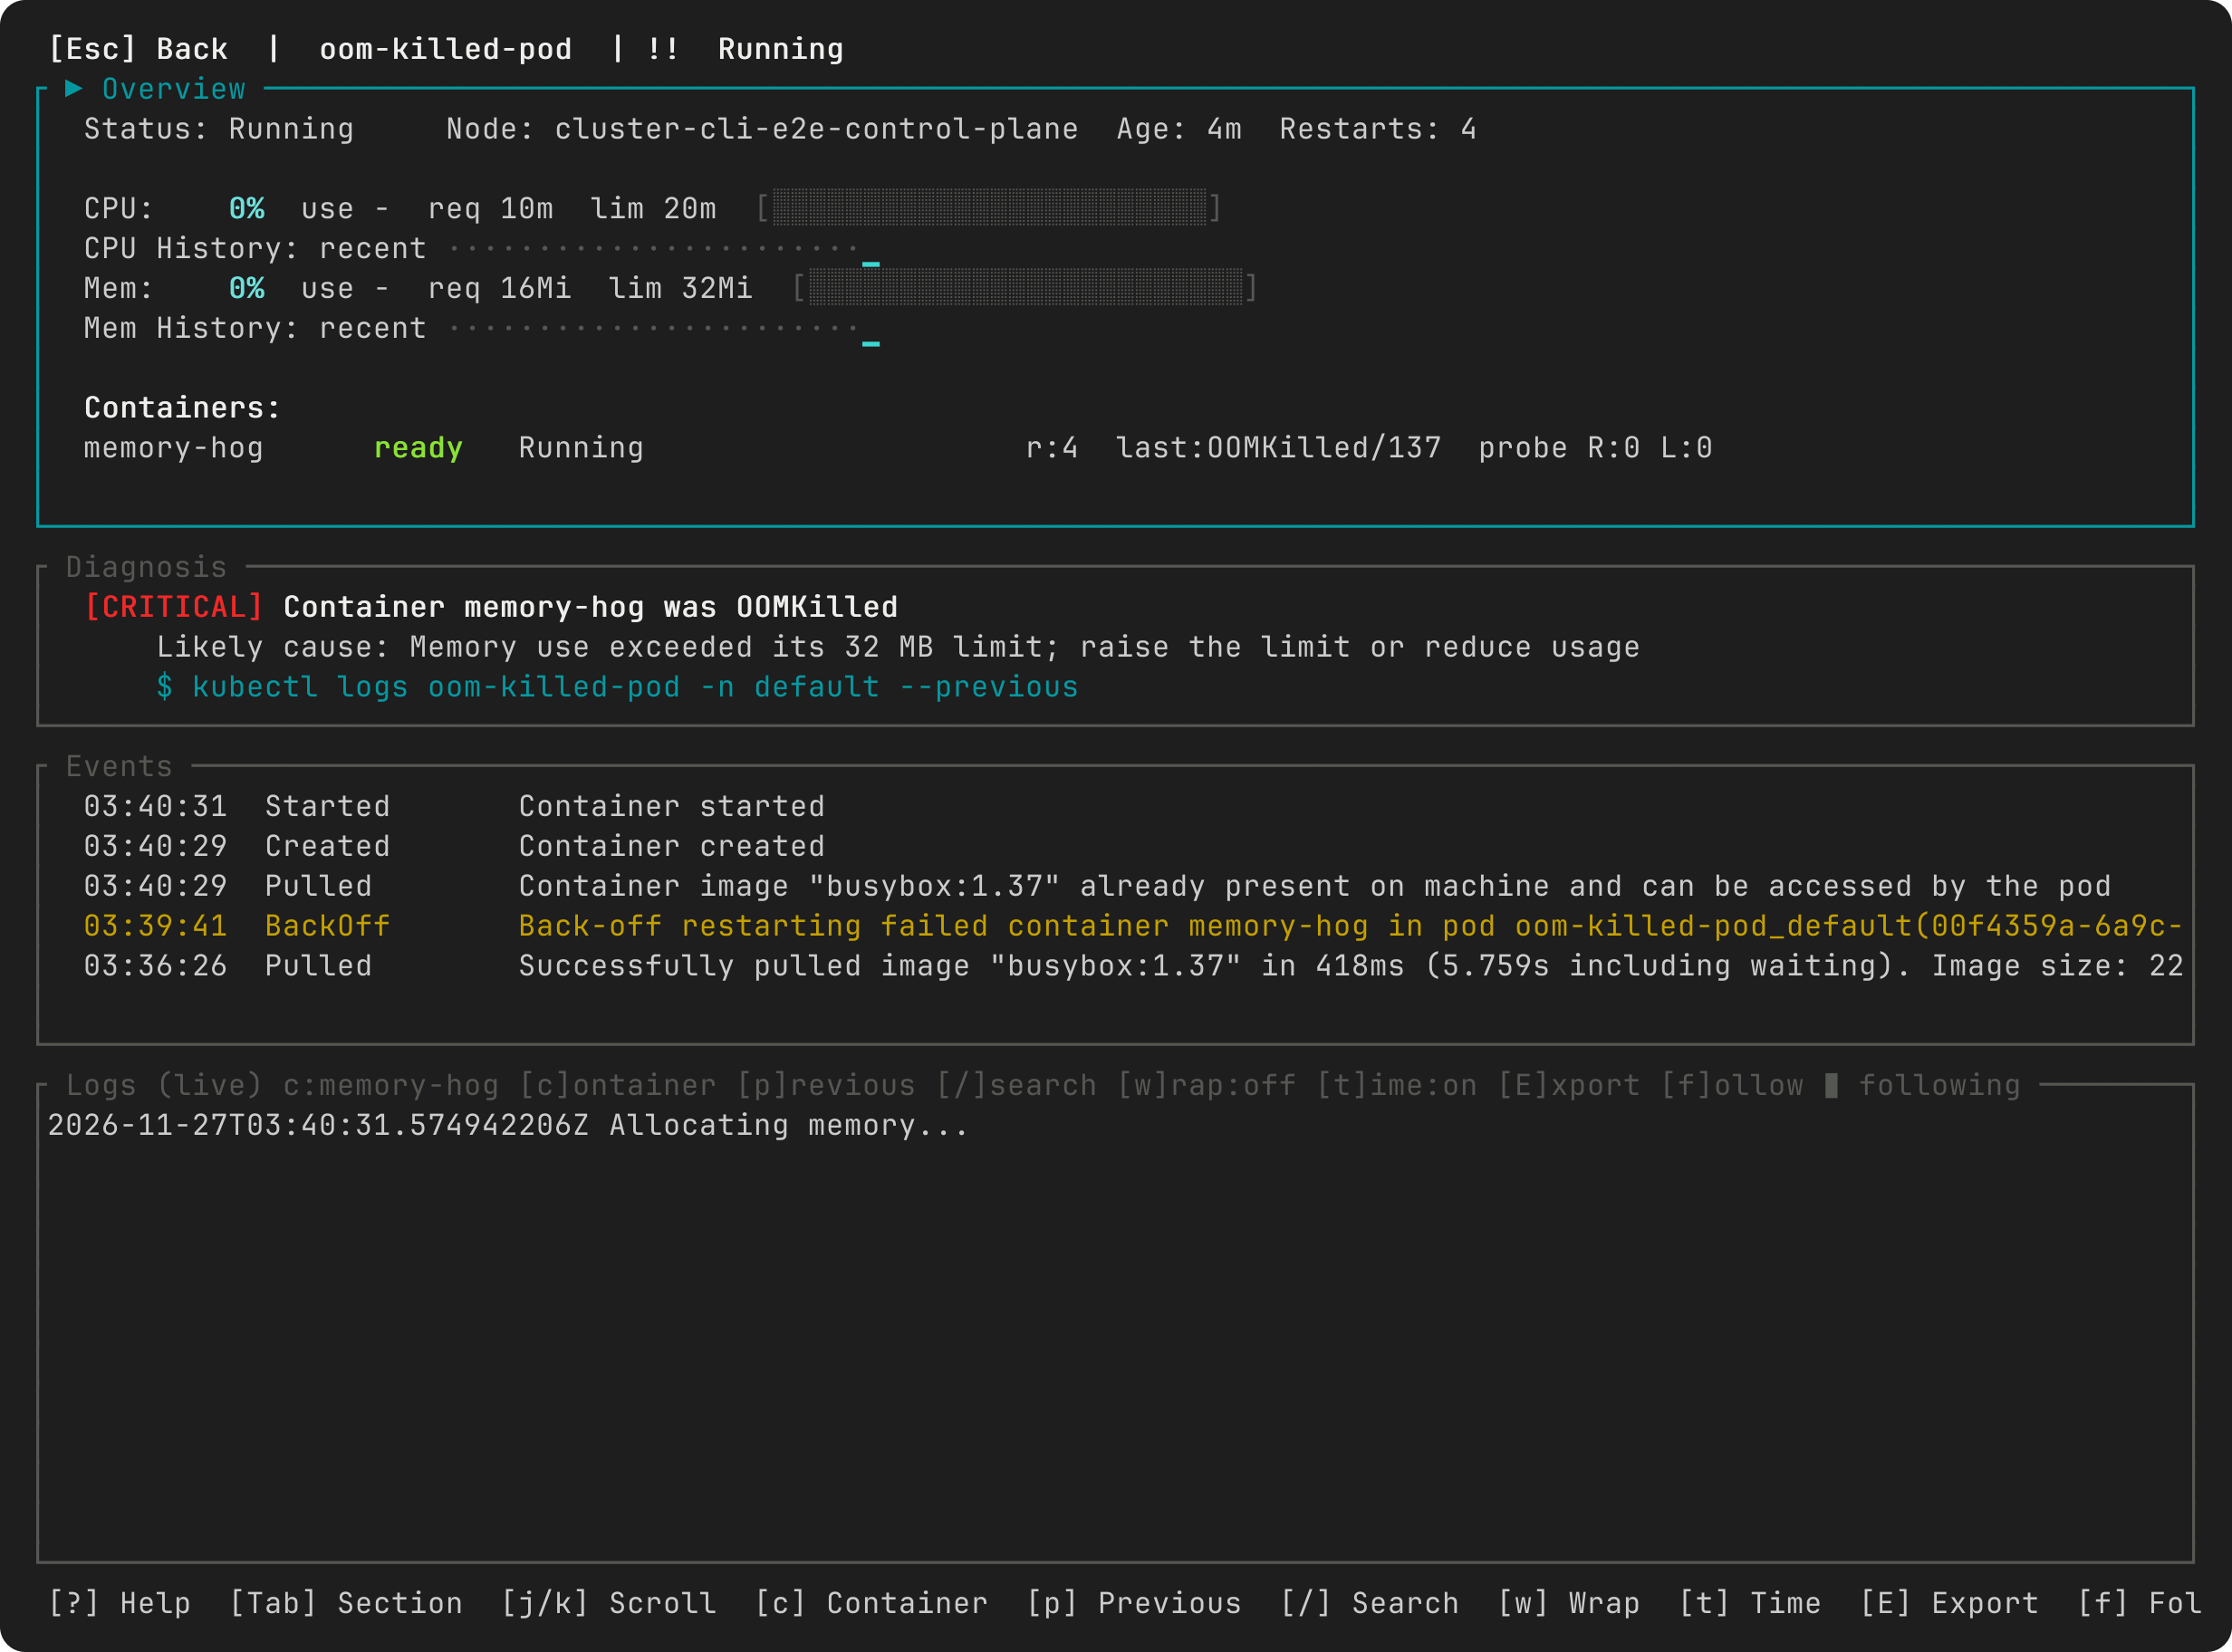 [Esc] Back | oom-killed-pod | !! Running
▶ Overview
Status: Running Node: cluster-cli-e2e-control-plane Age: 4m Restarts: 4
CPU: 0% use - req 10m lim 20m [░░░░░░░░░░░░░░░░░░░░░░░░]
CPU History: recent ·······················▁
Mem: 0% use - req 16Mi lim 32Mi [░░░░░░░░░░░░░░░░░░░░░░░░]
Mem History: recent ·······················▁
Containers:
memory-hog ready Running r:4 last:OOMKilled/137 probe R:0 L:0
Diagnosis
[CRITICAL] Container memory-hog was OOMKilled
Likely cause: Memory use exceeded its 32 MB limit; raise the limit or reduce usage
$ kubectl logs oom-killed-pod -n default --previous
Events
03:40:31 Started Container started
03:40:29 Created Container created
03:40:29 Pulled Container image "busybox:1.37" already present on machine and can be accessed by the pod
03:39:41 BackOff Back-off restarting failed container memory-hog in pod oom-killed-pod_default(00f4359a-6a9c-
03:36:26 Pulled Successfully pulled image "busybox:1.37" in 418ms (5.759s including waiting). Image size: 22
Logs (live) c:memory-hog [c]ontainer [p]revious [/]search [w]rap:off [t]ime:on [E]xport [f]ollow ▮ following
2026-11-27T03:40:31.574942206Z Allocating memory...
[?] Help [Tab] Section [j/k] Scroll [c] Container [p] Previous [/] Search [w] Wrap [t] Time [E] Export [f] Fol